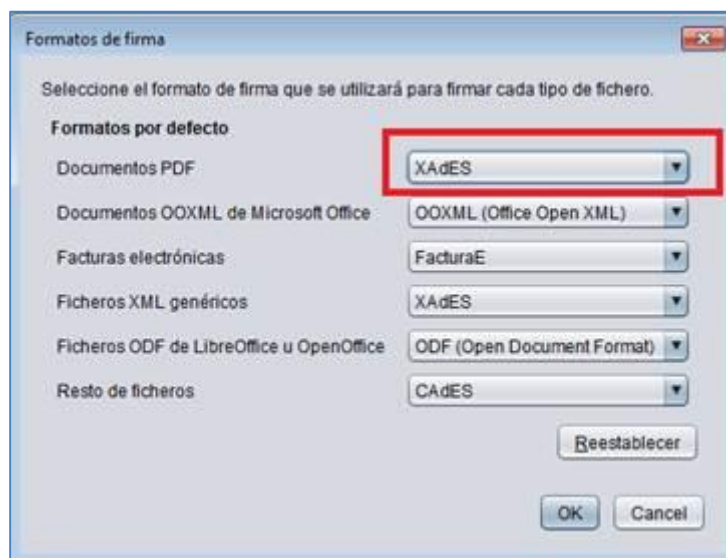 Formatos de firma
Seleccione el formato de firma que se utilizará para firmar cada tipo de fichero.
Formatos por defecto
Documentos PDF XAdES
Documentos OOXML de Microsoft Office OOXML (Office Open XML)
Facturas electrónicas FacturaE
Ficheros XML genéricos XAdES
Ficheros ODF de LibreOffice u OpenOffice ODF (Open Document Format)
Resto de ficheros CAdES
Reestablecer
OK Cancel